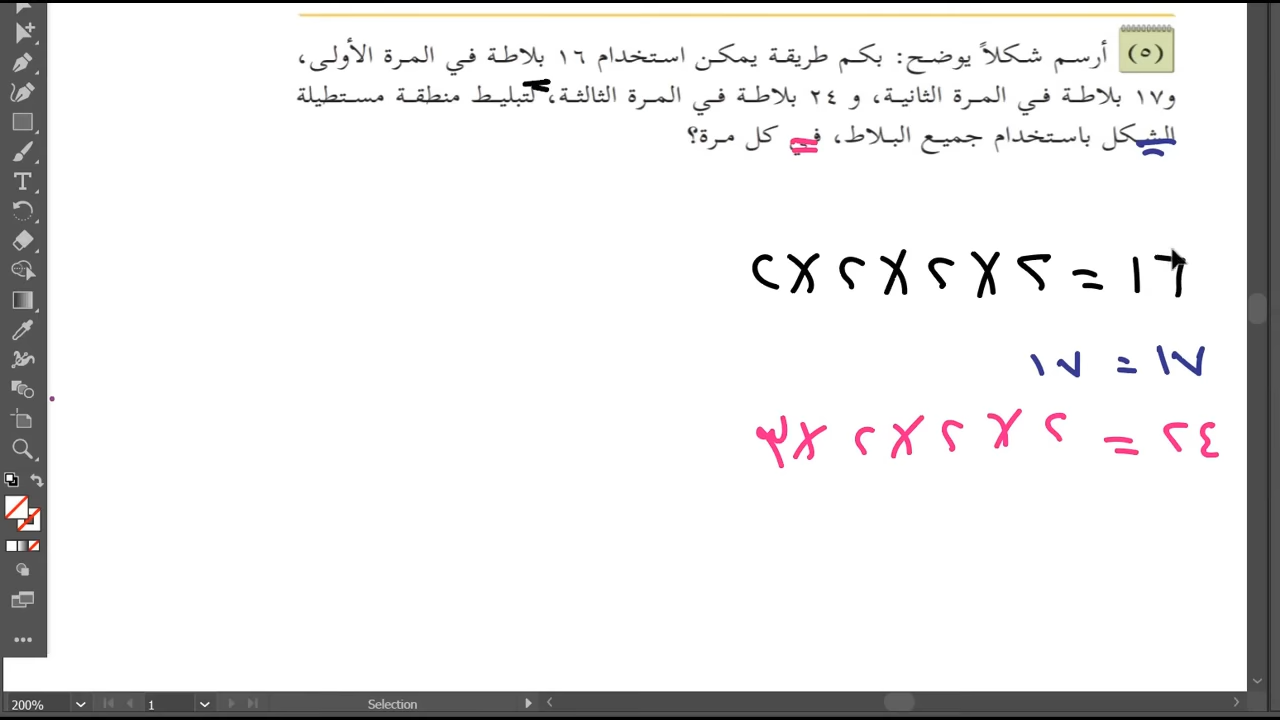 (٥) أرسم شكلاً يوضح: بكم طريقة يمكن استخدام ١٦ بلاطة في المرة الأولى،
و١٧ بلاطة في المرة الثانية، و ٢٤ بلاطة في المرة الثالثة، لتبليط منطقة مستطيلة
الشكل باستخدام جميع البلاط، في كل مرة؟
١٦ = ٢ × ٢ × ٢ × ٢
١٧ = ١٧
٢٤ = ٢ × ٢ × ٢ × ٣
200%
1
Selection